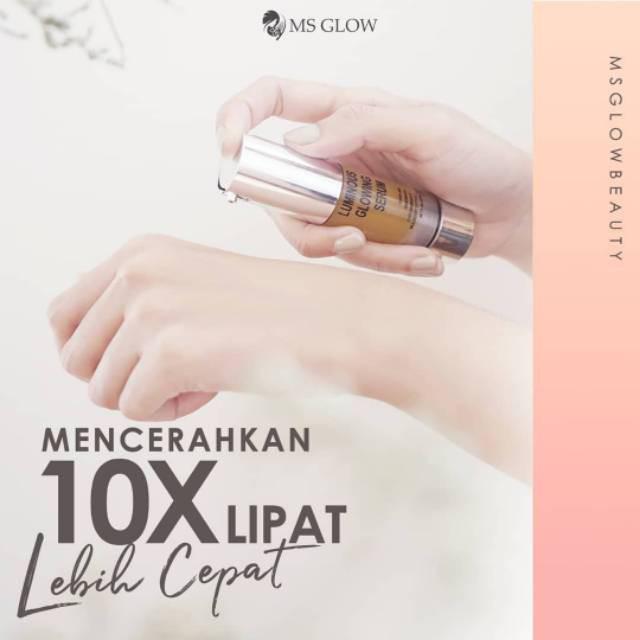 MS GLOW
MSGLOWBEAUTY
LUMINOUS
GLOWING
SERUM
MENCERAHKAN
10X LIPAT
Lebih Cepat